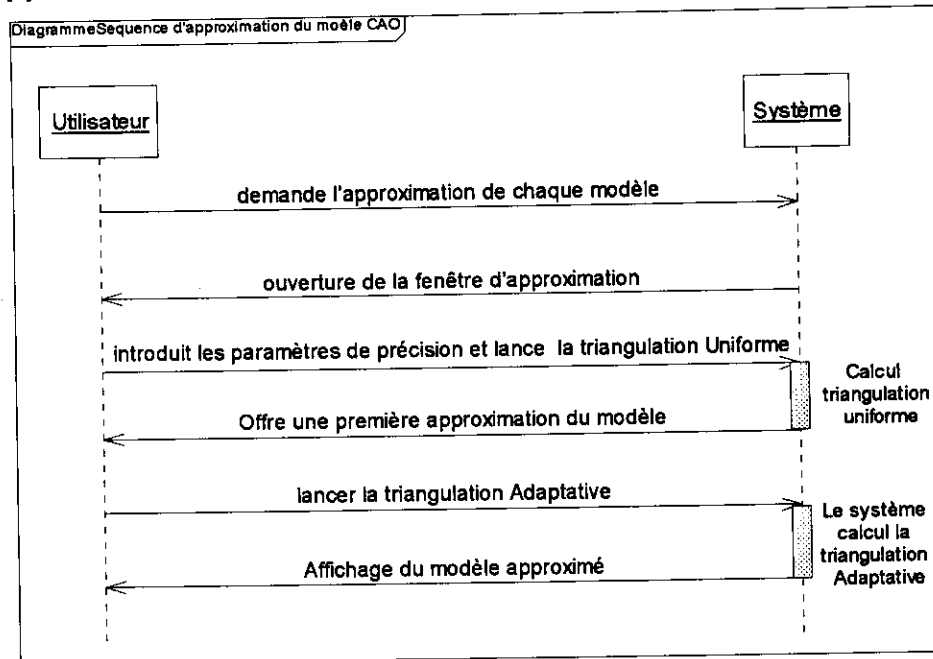 DiagrammeSequence d'approximation du moèle CAO
Utilisateur
Système
demande l'approximation de chaque modèle
ouverture de la fenêtre d'approximation
introduit les paramètres de précision et lance la triangulation Uniforme
Calcul
triangulation
uniforme
Offre une première approximation du modèle
lancer la triangulation Adaptative
Le système
calcul la
triangulation
Adaptative
Affichage du modèle approximé